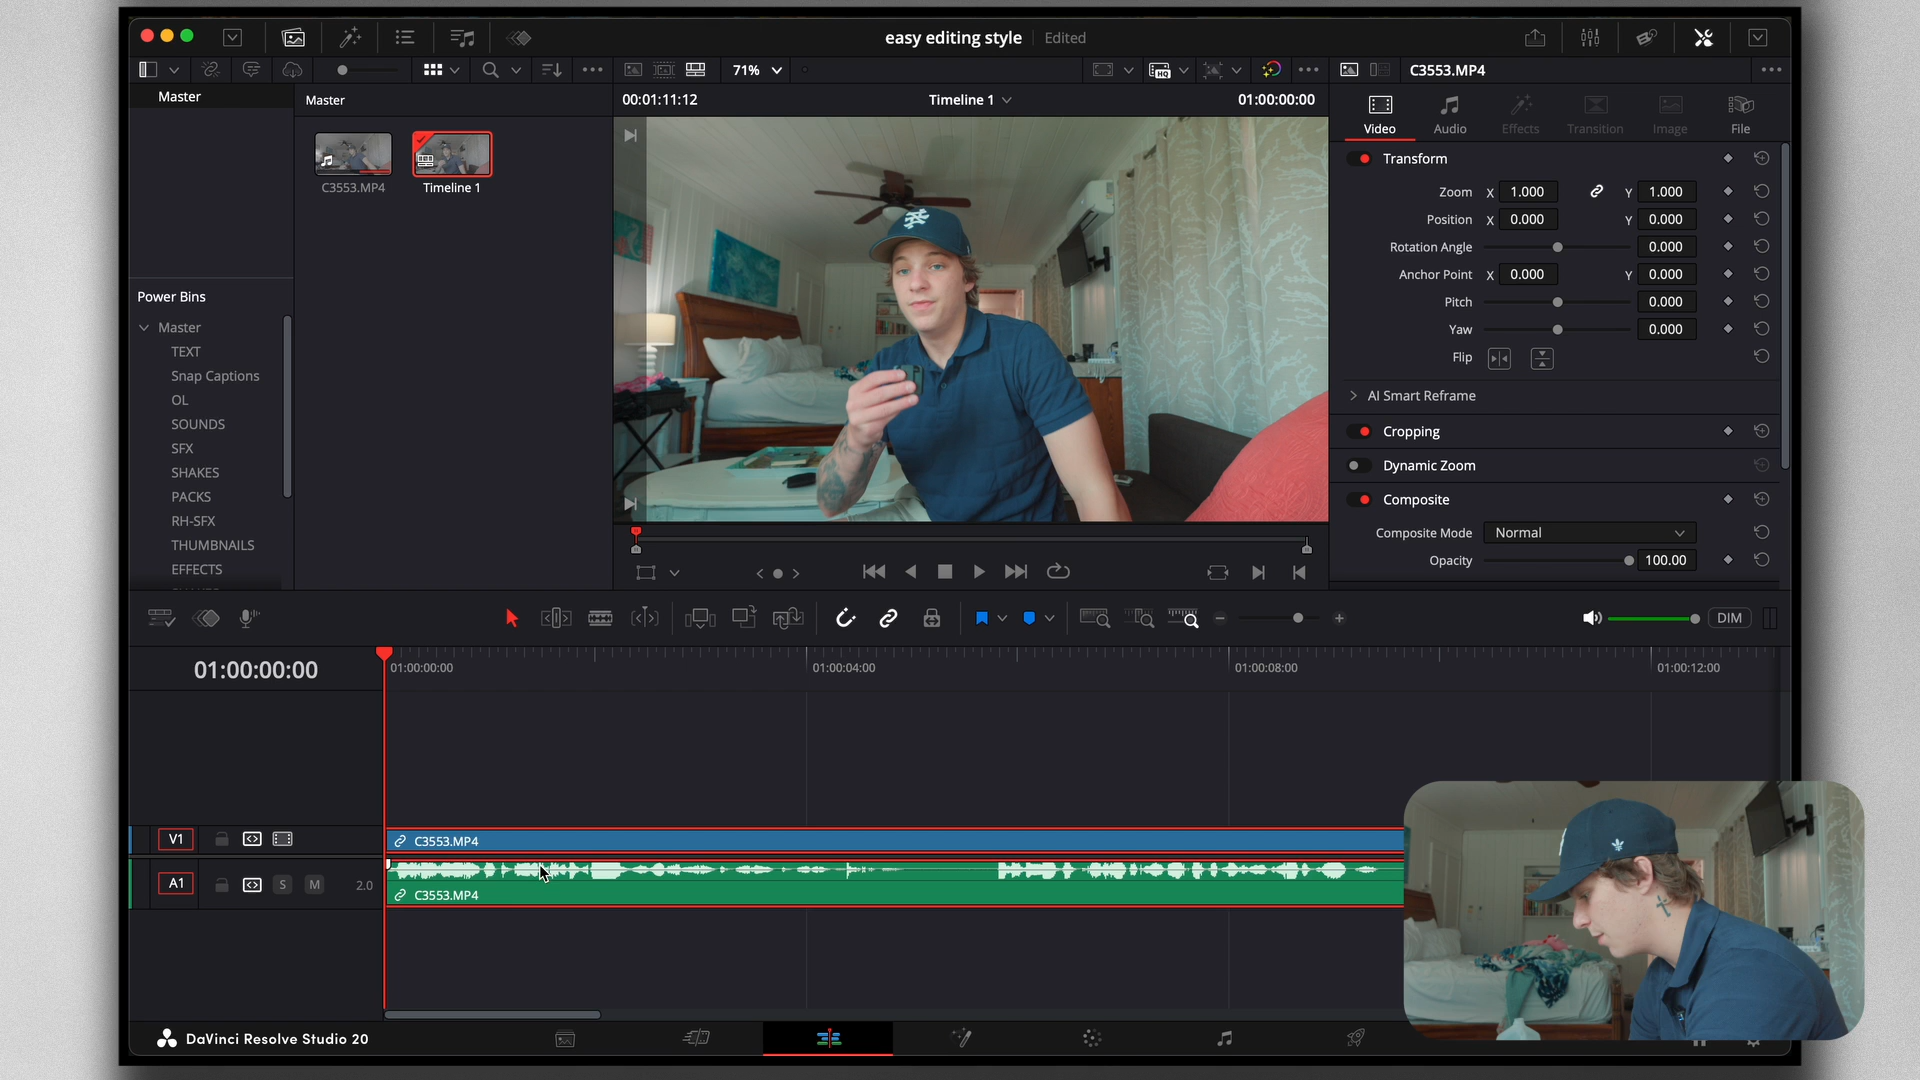 easy editing style Edited
71% C3553.MP4
Master Master 00:01:11:12 Timeline 1 01:00:00:00
Video Audio Effects Transition Image File
C3553.MP4 Timeline 1
Transform
Zoom X 1.000 Y 1.000
Position X 0.000 Y 0.000
Rotation Angle 0.000
Anchor Point X 0.000 Y 0.000
Pitch 0.000
Yaw 0.000
Flip
AI Smart Reframe
Cropping
Dynamic Zoom
Composite
Composite Mode Normal
Opacity 100.00
Power Bins
Master
TEXT
Snap Captions
OL
SOUNDS
SFX
SHAKES
PACKS
RH-SFX
THUMBNAILS
EFFECTS
DIM
01:00:00:00 01:00:00:00 01:00:04:00 01:00:08:00 01:00:12:00
V1 C3553.MP4
A1 S M 2.0 C3553.MP4
DaVinci Resolve Studio 20